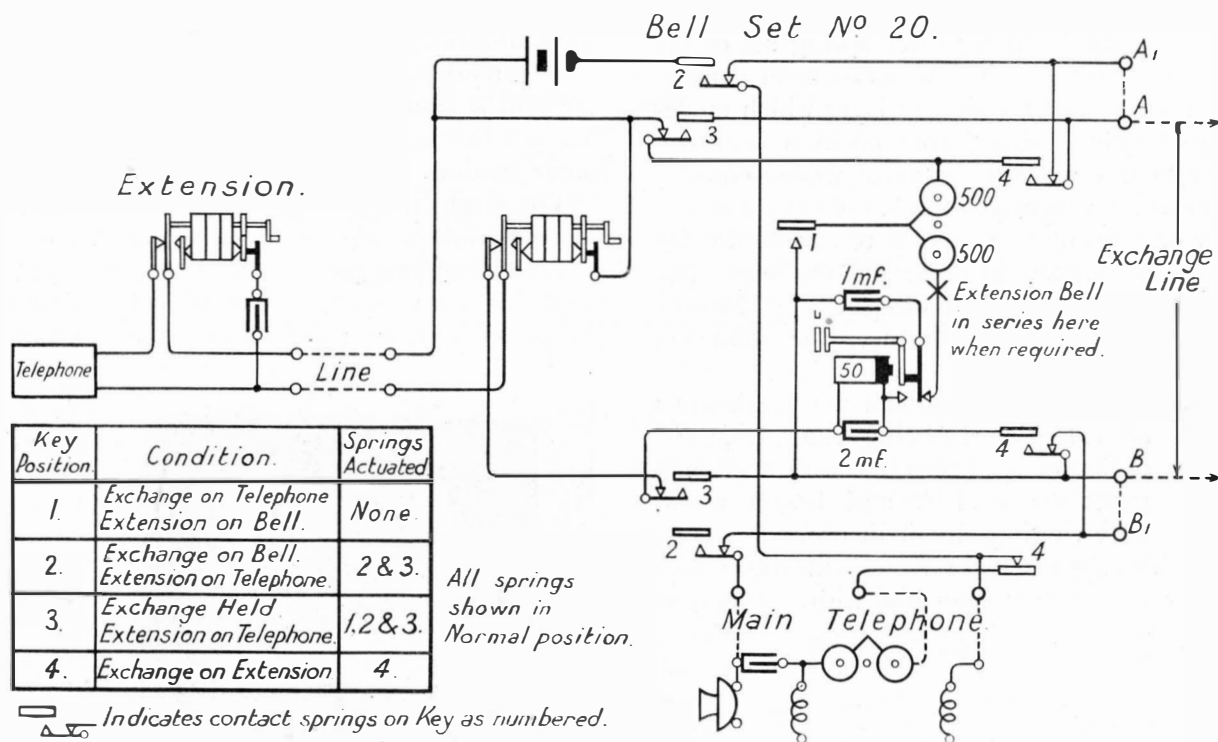 Bell Set Nº 20.
2
A1
3
A
Extension.
4
500
1
500
Exchange
Line
1mf.
Extension Bell
in series here
when required.
Telephone
Line
50
2mf.
4
3
B
2
B1
4
Key Position. Condition. Springs Actuated
1. Exchange on Telephone Extension on Bell. None.
2. Exchange on Bell. Extension on Telephone. 2 & 3.
3. Exchange Held. Extension on Telephone. 1,2 & 3.
4. Exchange on Extension 4.
All springs
shown in
Normal position.
Main Telephone.
Indicates contact springs on Key as numbered.